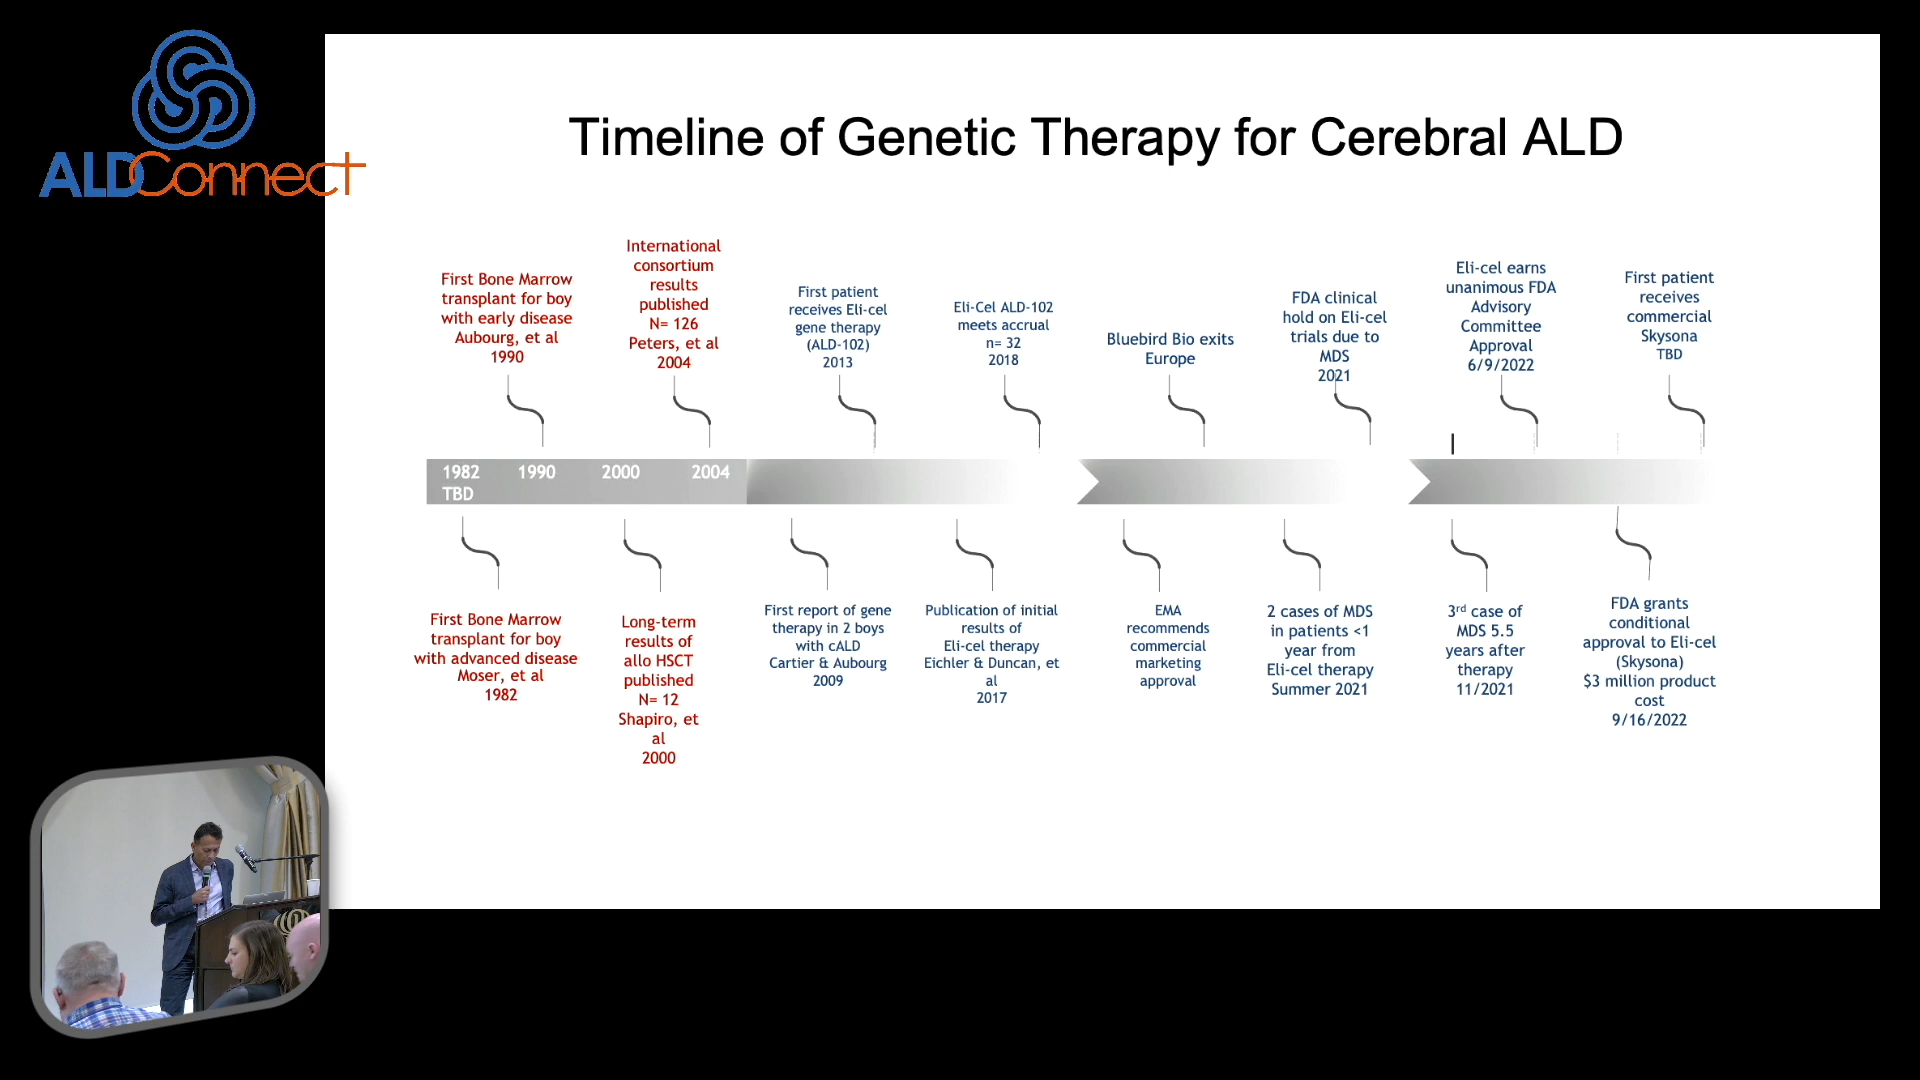 ALDConnect
Timeline of Genetic Therapy for Cerebral ALD
First Bone Marrow
transplant for boy
with early disease
Aubourg, et al
1990
International
consortium
results
published
N= 126
Peters, et al
2004
First patient
receives Eli-cel
gene therapy
(ALD-102)
2013
Eli-Cel ALD-102
meets accrual
n= 32
2018
Bluebird Bio exits
Europe
FDA clinical
hold on Eli-cel
trials due to
MDS
2021
Eli-cel earns
unanimous FDA
Advisory
Committee
Approval
6/9/2022
First patient
receives
commercial
Skysona
TBD
1982 1990 2000 2004
TBD
First Bone Marrow
transplant for boy
with advanced disease
Moser, et al
1982
Long-term
results of
allo HSCT
published
N= 12
Shapiro, et
al
2000
First report of gene
therapy in 2 boys
with cALD
Cartier & Aubourg
2009
Publication of initial
results of
Eli-cel therapy
Eichler & Duncan, et
al
2017
EMA
recommends
commercial
marketing
approval
2 cases of MDS
in patients <1
year from
Eli-cel therapy
Summer 2021
3rd case of
MDS 5.5
years after
therapy
11/2021
FDA grants
conditional
approval to Eli-cel
(Skysona)
$3 million product
cost
9/16/2022